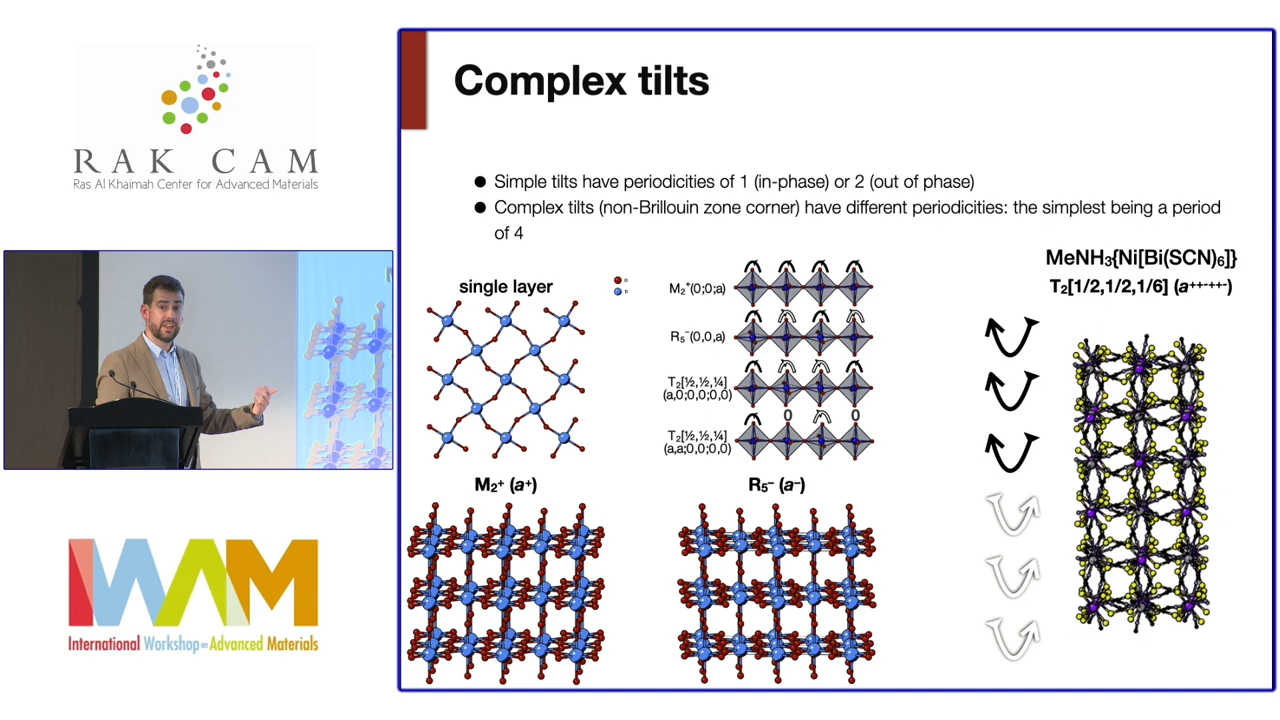 RAK CAM
Ras Al Khaimah Center for Advanced Materials
IWAM
International Workshop on Advanced Materials
Complex tilts
● Simple tilts have periodicities of 1 (in-phase) or 2 (out of phase)
● Complex tilts (non-Brillouin zone corner) have different periodicities: the simplest being a period
of 4
single layer
O
Ti
M₂⁺(0;0;a)
R₅⁻(0,0,a)
T₂[½,½,¼]
(a,0;0,0;0,0)
0
0
T₂[½,½,¼]
(a,a;0,0;0,0)
M₂⁺ (a⁺)
R₅⁻ (a⁻)
MeNH₃{Ni[Bi(SCN)₆]}
T₂[1/2,1/2,1/6] (a⁺⁺⁻⁺⁺⁻)